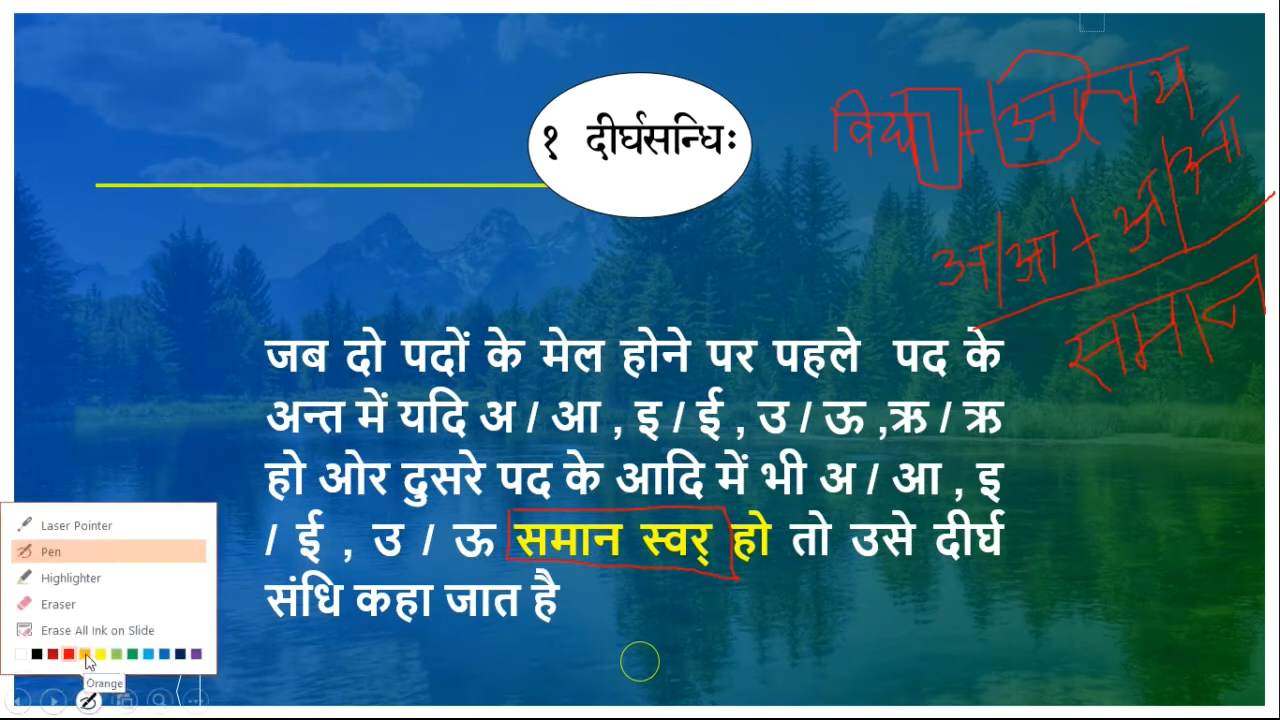 १ दीर्घसन्धिः
विद्या + आलय
अ/आ + अ/आ
समान
जब दो पदों के मेल होने पर पहले पद के
अन्त में यदि अ / आ , इ / ई , उ / ऊ ,ऋ / ऋ
हो ओर दुसरे पद के आदि में भी अ / आ , इ
/ ई , उ / ऊ समान स्वर् हो तो उसे दीर्घ
संधि कहा जात है
Laser Pointer
Pen
Highlighter
Eraser
Erase All Ink on Slide
Orange